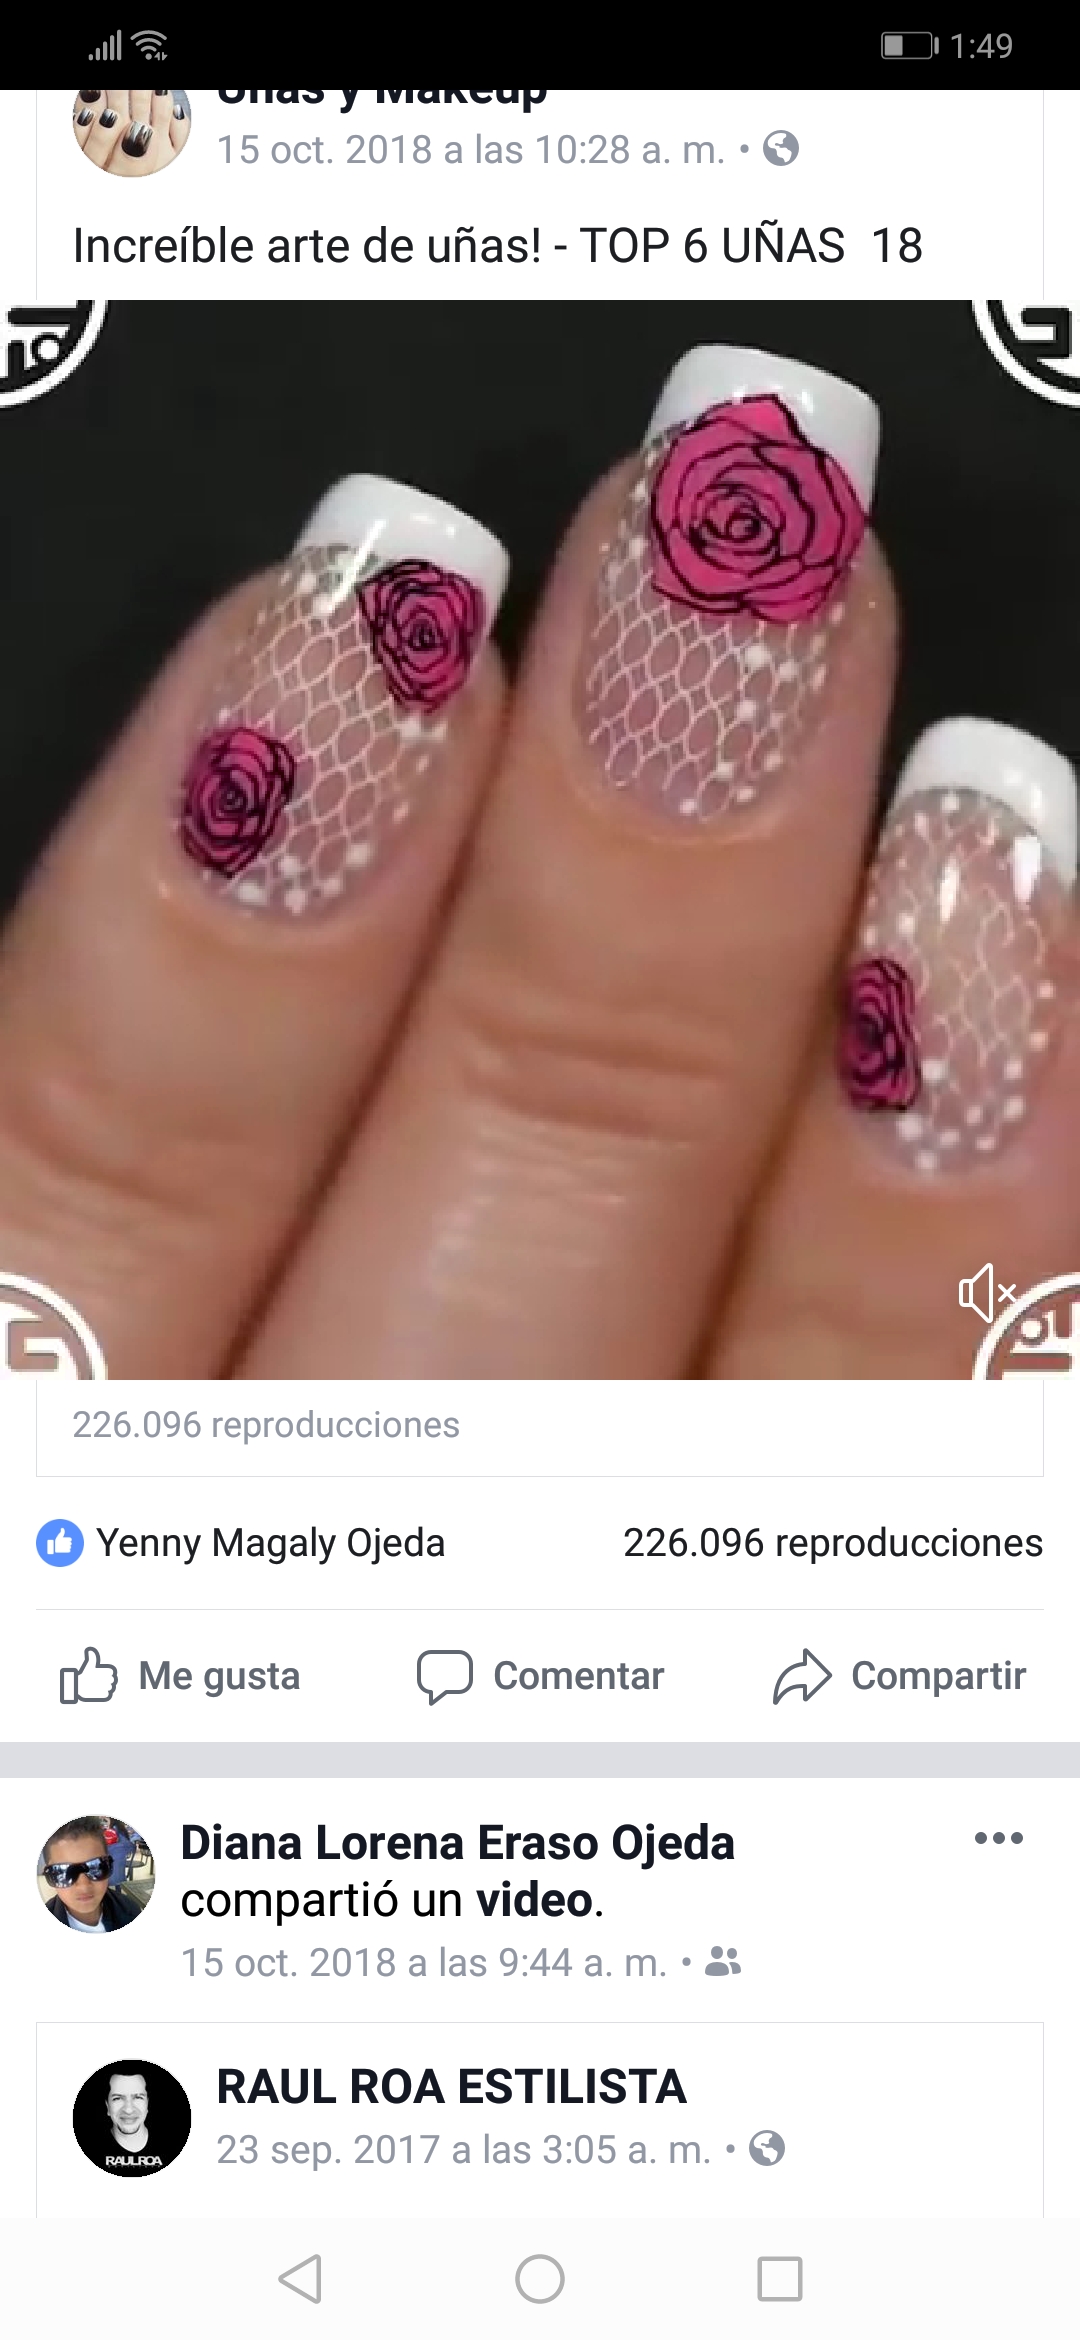 1:49
Uñas y Makeup
15 oct. 2018 a las 10:28 a. m. •
Increíble arte de uñas! - TOP 6 UÑAS 18
226.096 reproducciones
Yenny Magaly Ojeda 226.096 reproducciones
Me gusta Comentar Compartir
Diana Lorena Eraso Ojeda
compartió un video.
15 oct. 2018 a las 9:44 a. m. •
RAUL ROA ESTILISTA
23 sep. 2017 a las 3:05 a. m. •
RAULROA